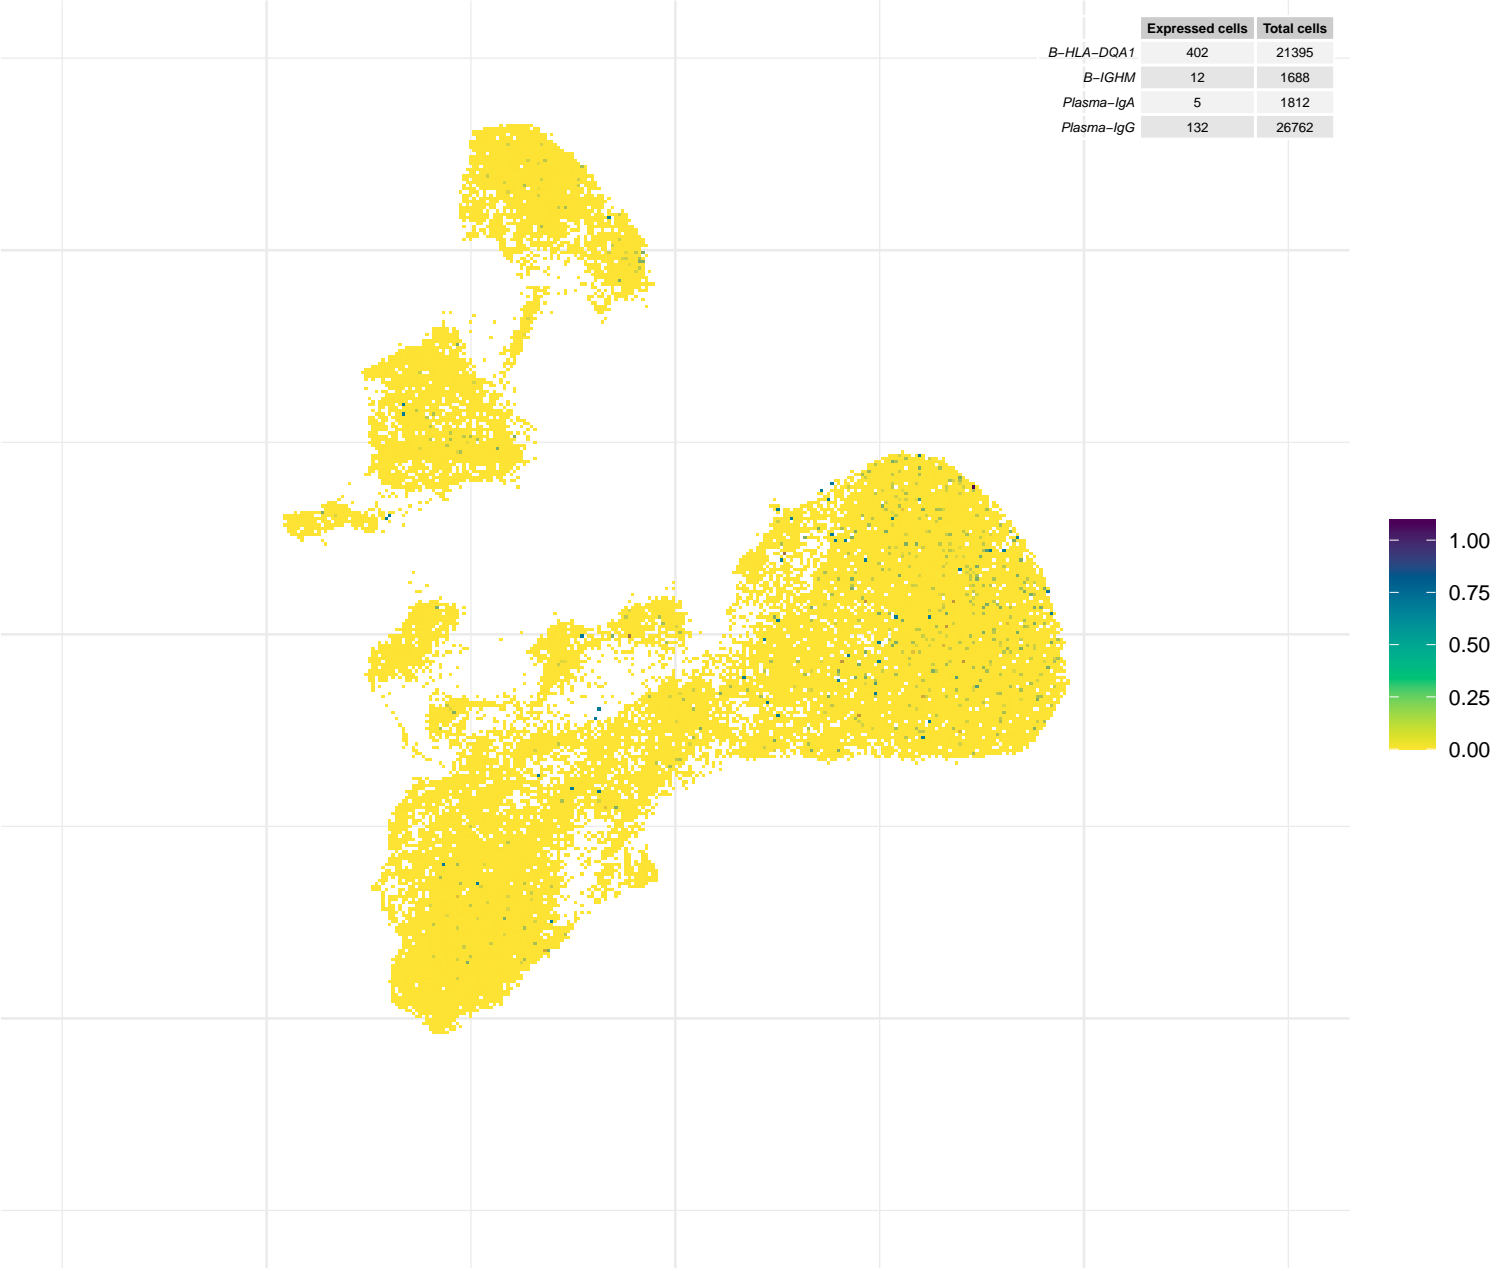 Expressed cells Total cells
B−HLA−DQA1 402 21395
B−IGHM 12 1688
Plasma−IgA 5 1812
Plasma−IgG 132 26762
1.00
0.75
0.50
0.25
0.00